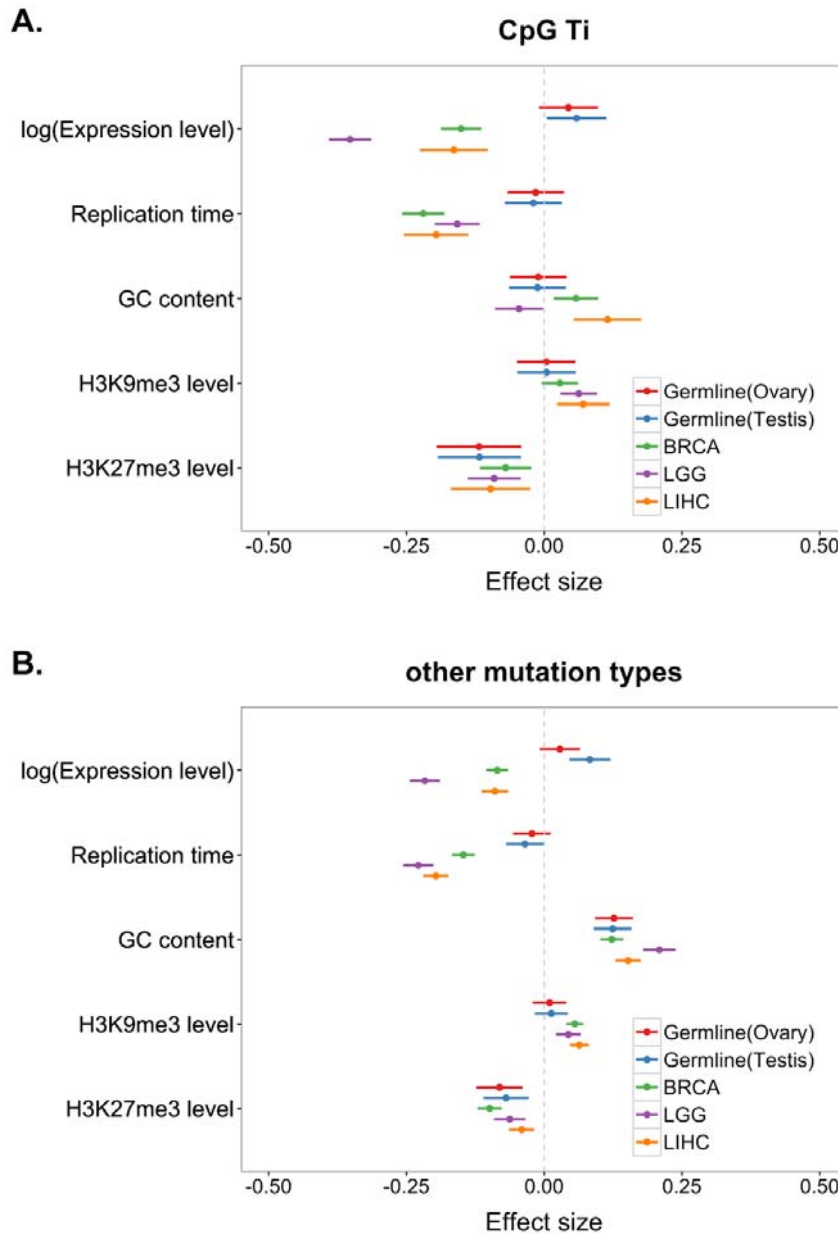 A.
CpG Ti
log(Expression level)
Replication time
GC content
H3K9me3 level
H3K27me3 level
Germline(Ovary)
Germline(Testis)
BRCA
LGG
LIHC
-0.50 -0.25 0.00 0.25 0.50
Effect size
B.
other mutation types
log(Expression level)
Replication time
GC content
H3K9me3 level
H3K27me3 level
Germline(Ovary)
Germline(Testis)
BRCA
LGG
LIHC
-0.50 -0.25 0.00 0.25 0.50
Effect size